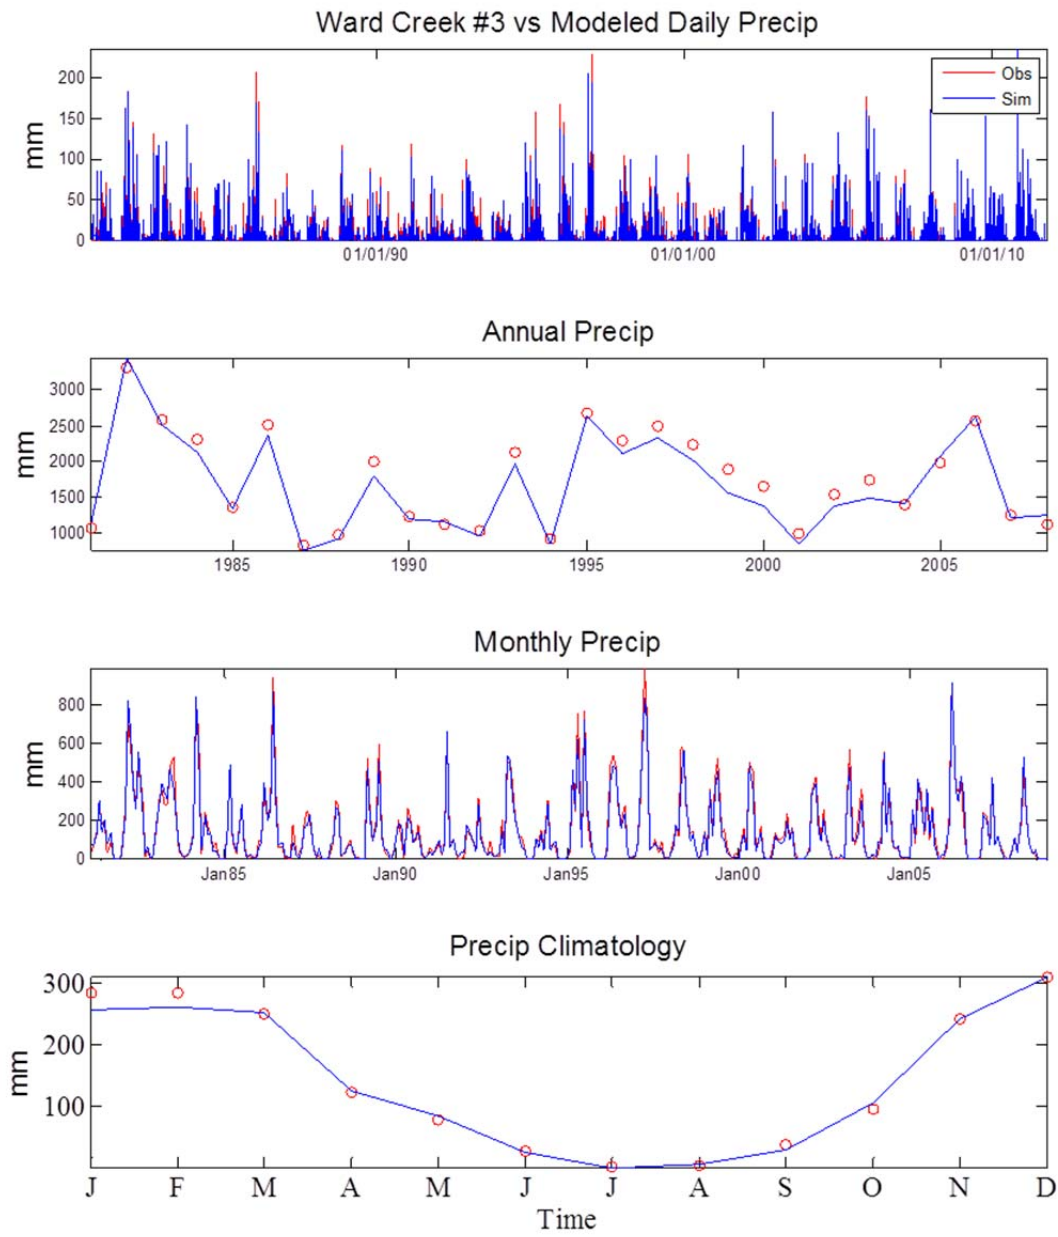 Ward Creek #3 vs Modeled Daily Precip
200
150
100
50
0
mm
Obs
Sim
01/01/90 01/01/00 01/01/10
Annual Precip
3000
2500
2000
1500
1000
mm
1985 1990 1995 2000 2005
Monthly Precip
800
600
400
200
0
mm
Jan85 Jan90 Jan95 Jan00 Jan05
Precip Climatology
300
200
100
mm
J F M A M J J A S O N D
Time